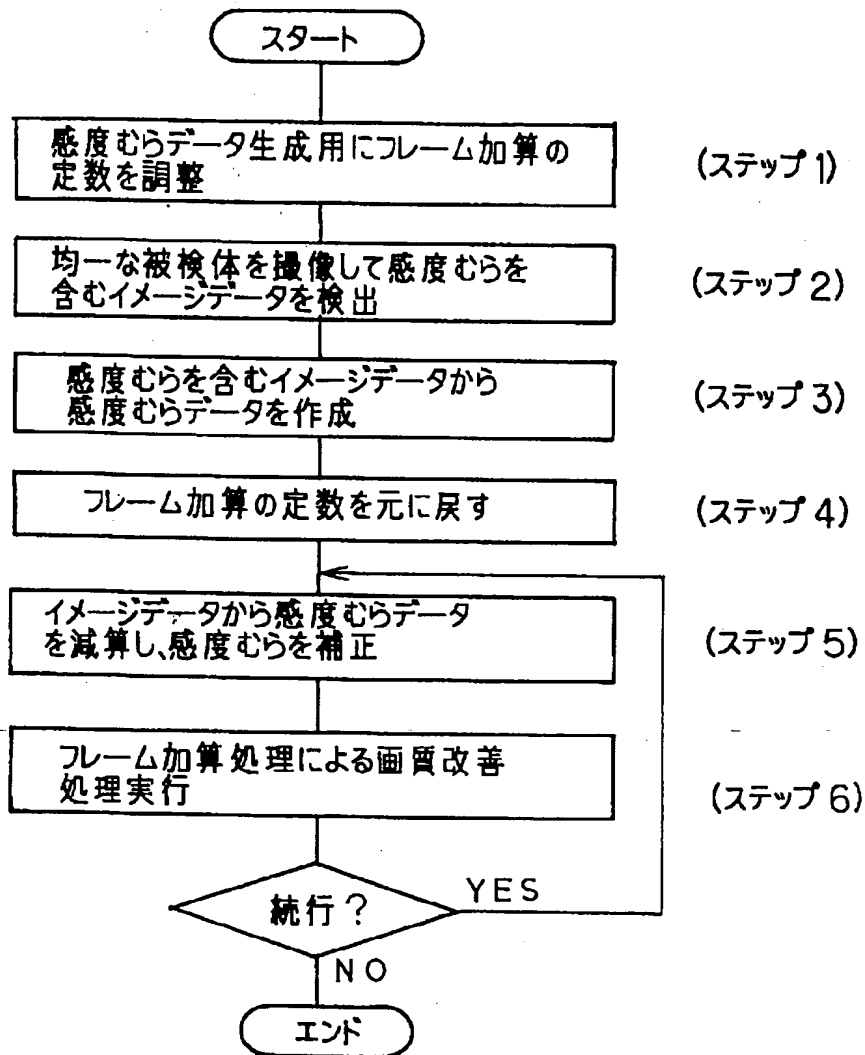 スタート
感度むらデータ生成用にフレーム加算の
定数を調整
(ステップ1)
均一な被検体を撮像して感度むらを
含むイメージデータを検出
(ステップ2)
感度むらを含むイメージデータから
感度むらデータを作成
(ステップ3)
フレーム加算の定数を元に戻す
(ステップ4)
イメージデータから感度むらデータ
を減算し、感度むらを補正
(ステップ5)
フレーム加算処理による画質改善
処理実行
(ステップ6)
続行?
YES
NO
エンド